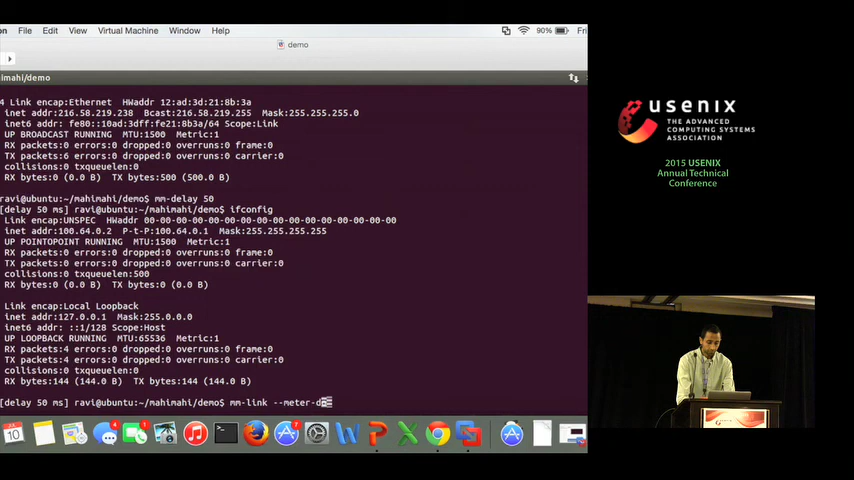 on File Edit View Virtual Machine Window Help 90% Fri
demo
imahi/demo
4 Link encap:Ethernet HWaddr 12:ad:3d:21:8b:3a
inet addr:216.58.219.238 Bcast:216.58.219.255 Mask:255.255.255.0
inet6 addr: fe80::10ad:3dff:fe21:8b3a/64 Scope:Link
UP BROADCAST RUNNING MTU:1500 Metric:1
RX packets:0 errors:0 dropped:0 overruns:0 frame:0
TX packets:6 errors:0 dropped:0 overruns:0 carrier:0
collisions:0 txqueuelen:0
RX bytes:0 (0.0 B) TX bytes:500 (500.0 B)
ravi@ubuntu:~/mahimahi/demo$ mm-delay 50
[delay 50 ms] ravi@ubuntu:~/mahimahi/demo$ ifconfig
Link encap:UNSPEC HWaddr 00-00-00-00-00-00-00-00-00-00-00-00-00-00-00-00
inet addr:100.64.0.2 P-t-P:100.64.0.1 Mask:255.255.255.255
UP POINTOPOINT RUNNING MTU:1500 Metric:1
RX packets:0 errors:0 dropped:0 overruns:0 frame:0
TX packets:0 errors:0 dropped:0 overruns:0 carrier:0
collisions:0 txqueuelen:500
RX bytes:0 (0.0 B) TX bytes:0 (0.0 B)
Link encap:Local Loopback
inet addr:127.0.0.1 Mask:255.0.0.0
inet6 addr: ::1/128 Scope:Host
UP LOOPBACK RUNNING MTU:65536 Metric:1
RX packets:4 errors:0 dropped:0 overruns:0 frame:0
TX packets:4 errors:0 dropped:0 overruns:0 carrier:0
collisions:0 txqueuelen:0
RX bytes:144 (144.0 B) TX bytes:144 (144.0 B)
[delay 50 ms] ravi@ubuntu:~/mahimahi/demo$ mm-link --meter-d
10
4
1
7
usenix
THE ADVANCED
COMPUTING SYSTEMS
ASSOCIATION
2015 USENIX
Annual Technical
Conference